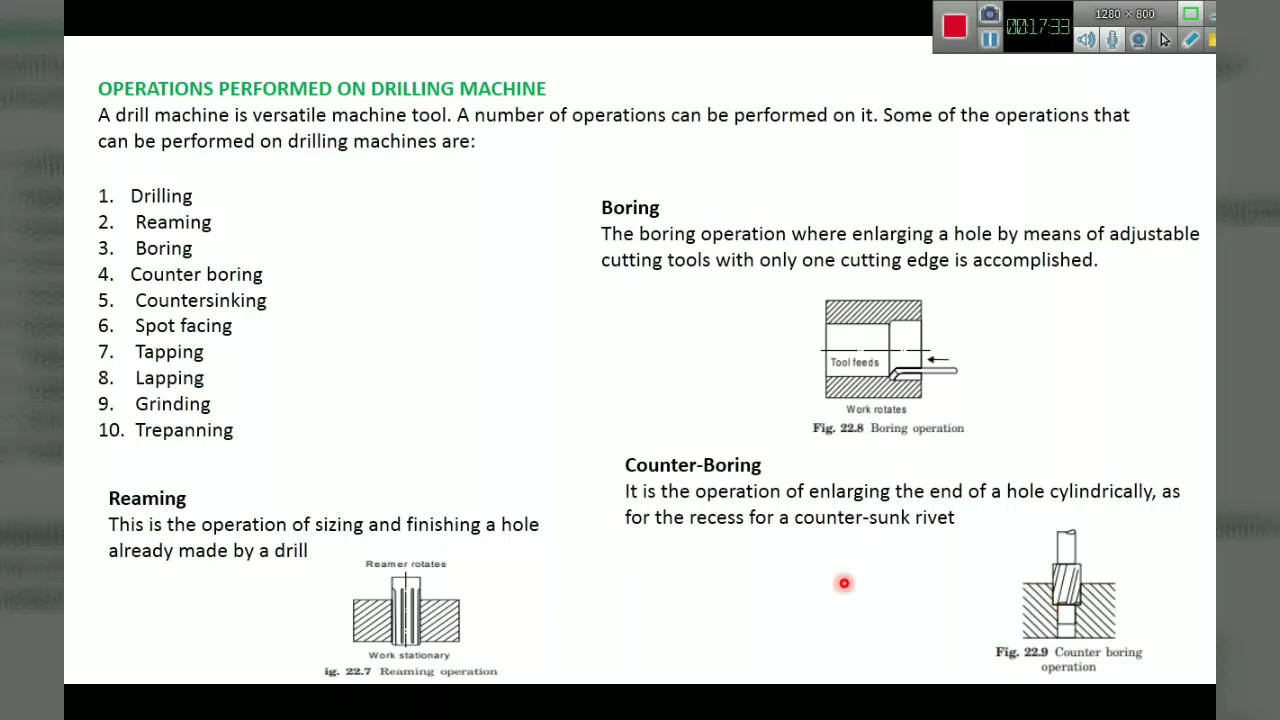 00:17:33
1280 × 800
OPERATIONS PERFORMED ON DRILLING MACHINE
A drill machine is versatile machine tool. A number of operations can be performed on it. Some of the operations that
can be performed on drilling machines are:
1. Drilling
2. Reaming
3. Boring
4. Counter boring
5. Countersinking
6. Spot facing
7. Tapping
8. Lapping
9. Grinding
10. Trepanning
Reaming
This is the operation of sizing and finishing a hole
already made by a drill
Reamer rotates
Work stationary
ig. 22.7 Reaming operation
Boring
The boring operation where enlarging a hole by means of adjustable
cutting tools with only one cutting edge is accomplished.
Tool feeds
Work rotates
Fig. 22.8 Boring operation
Counter-Boring
It is the operation of enlarging the end of a hole cylindrically, as
for the recess for a counter-sunk rivet
Fig. 22.9 Counter boring
operation